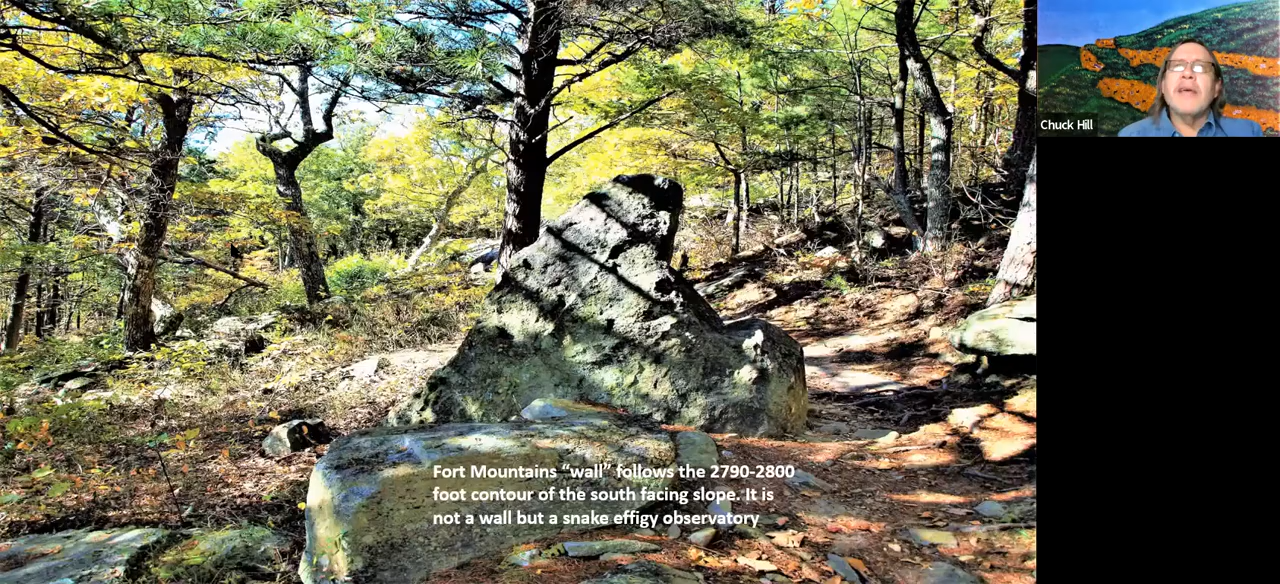 Chuck Hill
Fort Mountains “wall” follows the 2790-2800
foot contour of the south facing slope. It is
not a wall but a snake effigy observatory